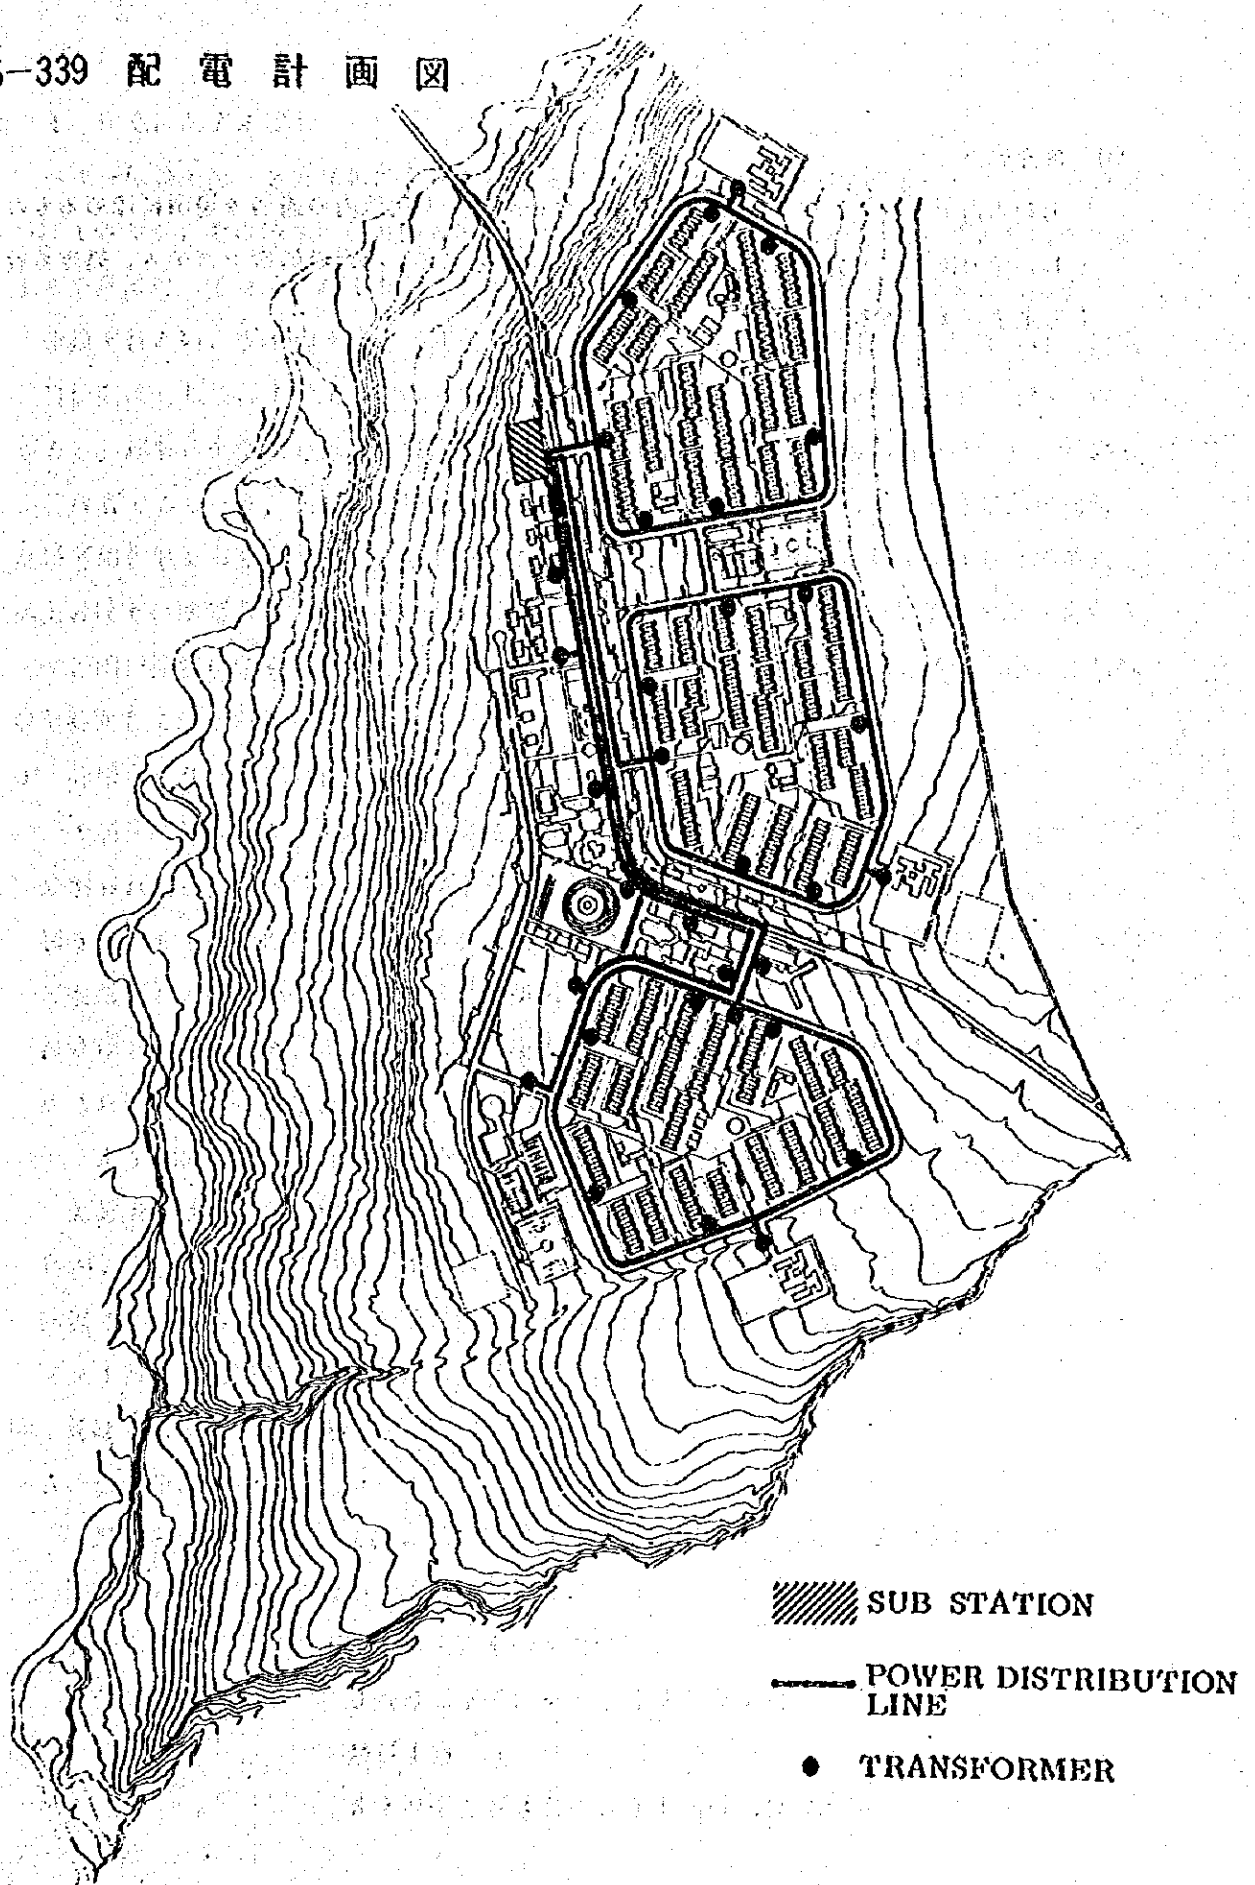 -339 配電計画図
SUB STATION
POWER DISTRIBUTION
LINE
TRANSFORMER